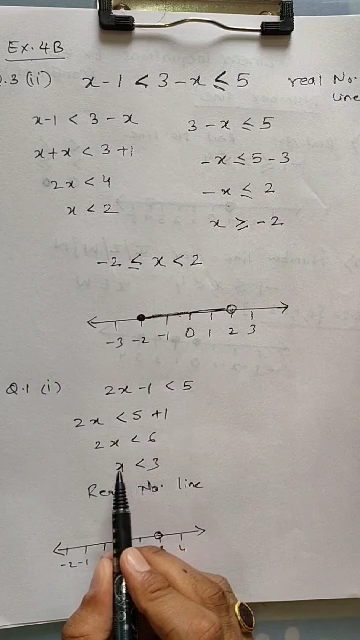 Ex. 4B
Q.3 (ii) x - 1 < 3 - x ≤ 5 real No. line
x - 1 < 3 - x
3 - x ≤ 5
x + x < 3 + 1
-x ≤ 5 - 3
2x < 4
-x ≤ 2
x < 2
x ≥ -2
-2 ≤ x < 2
-3 -2 -1 0 1 2 3
Q.1 (i) 2x - 1 < 5
2x < 5 + 1
2x < 6
x < 3
Real No. line
-2 -1 4